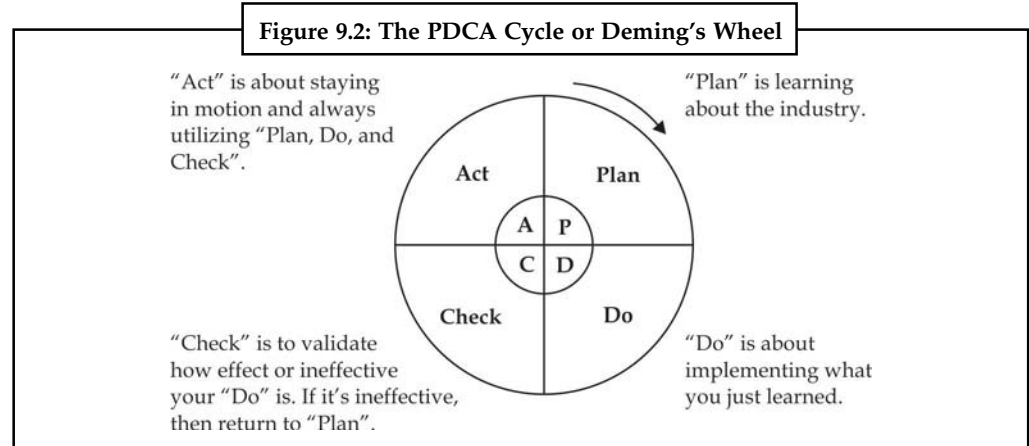 Figure 9.2: The PDCA Cycle or Deming's Wheel
"Act" is about staying
in motion and always
utilizing "Plan, Do, and
Check".
"Plan" is learning
about the industry.
Act
Plan
A
P
C
D
Check
Do
"Check" is to validate
how effect or ineffective
your "Do" is. If it's ineffective,
then return to "Plan".
"Do" is about
implementing what
you just learned.